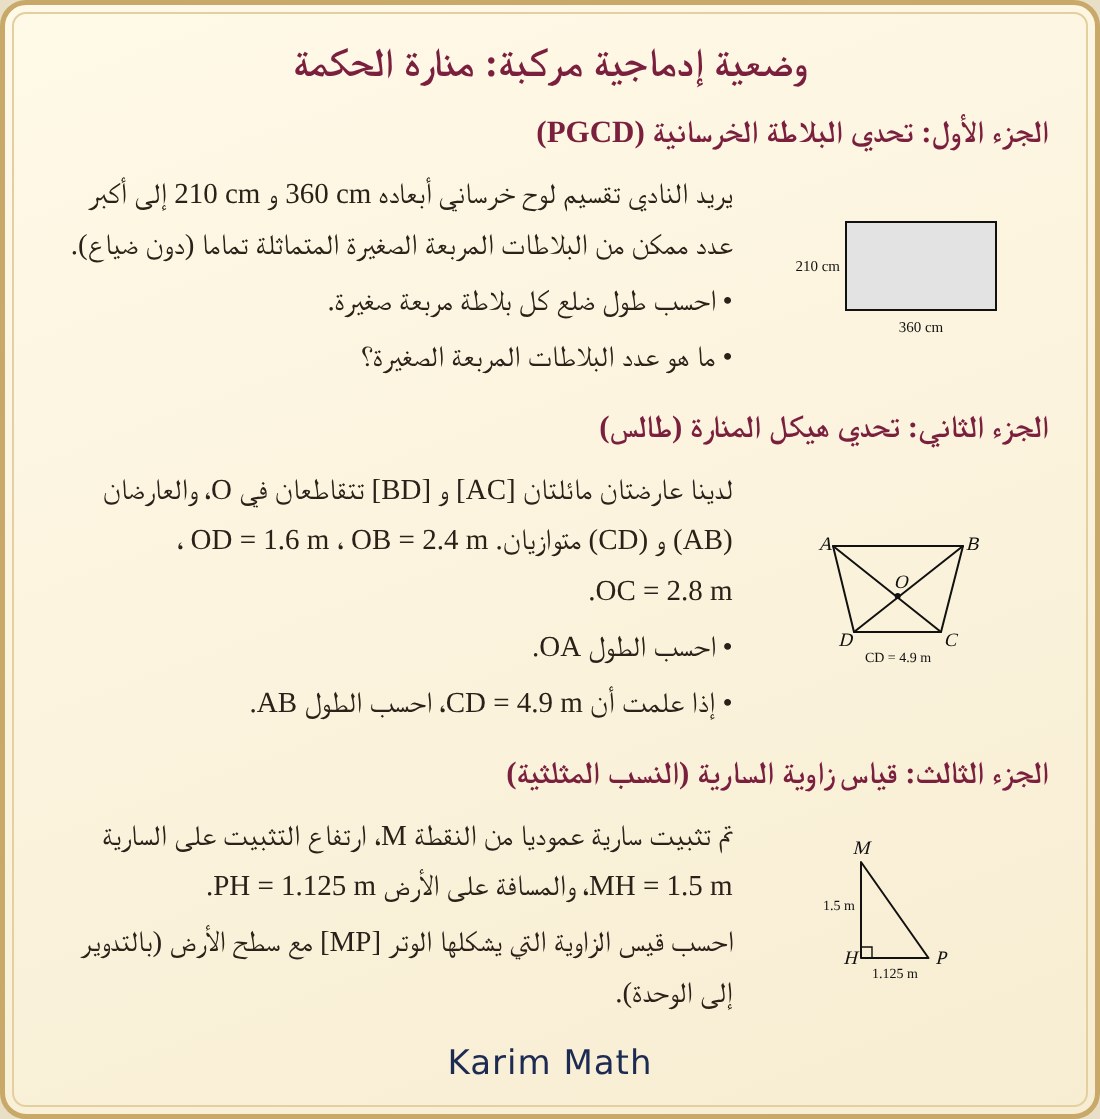 وضعية إدماجية مركبة: منارة الحكمة
الجزء الأول: تحدي البلاطة الخرسانية (PGCD)
يريد النادي تقسيم لوح خرساني أبعاده 360 cm و 210 cm إلى أكبر
عدد ممكن من البلاطات المربعة الصغيرة المتماثلة تماما (دون ضياع).
• احسب طول ضلع كل بلاطة مربعة صغيرة.
• ما هو عدد البلاطات المربعة الصغيرة؟
210 cm
360 cm
الجزء الثاني: تحدي هيكل المنارة (طالس)
لدينا عارضتان مائلتان [AC] و [BD] تتقاطعان في O، والعارضان
(AB) و (CD) متوازيان. OB = 2.4 m ، OD = 1.6 m ،
OC = 2.8 m.
• احسب الطول OA.
• إذا علمت أن CD = 4.9 m، احسب الطول AB.
A
B
O
D
C
CD = 4.9 m
الجزء الثالث: قياس زاوية السارية (النسب المثلثية)
تم تثبيت سارية عموديا من النقطة M، ارتفاع التثبيت على السارية
MH = 1.5 m، والمسافة على الأرض PH = 1.125 m.
احسب قيس الزاوية التي يشكلها الوتر [MP] مع سطح الأرض (بالتدوير
إلى الوحدة).
M
1.5 m
H
P
1.125 m
Karim Math